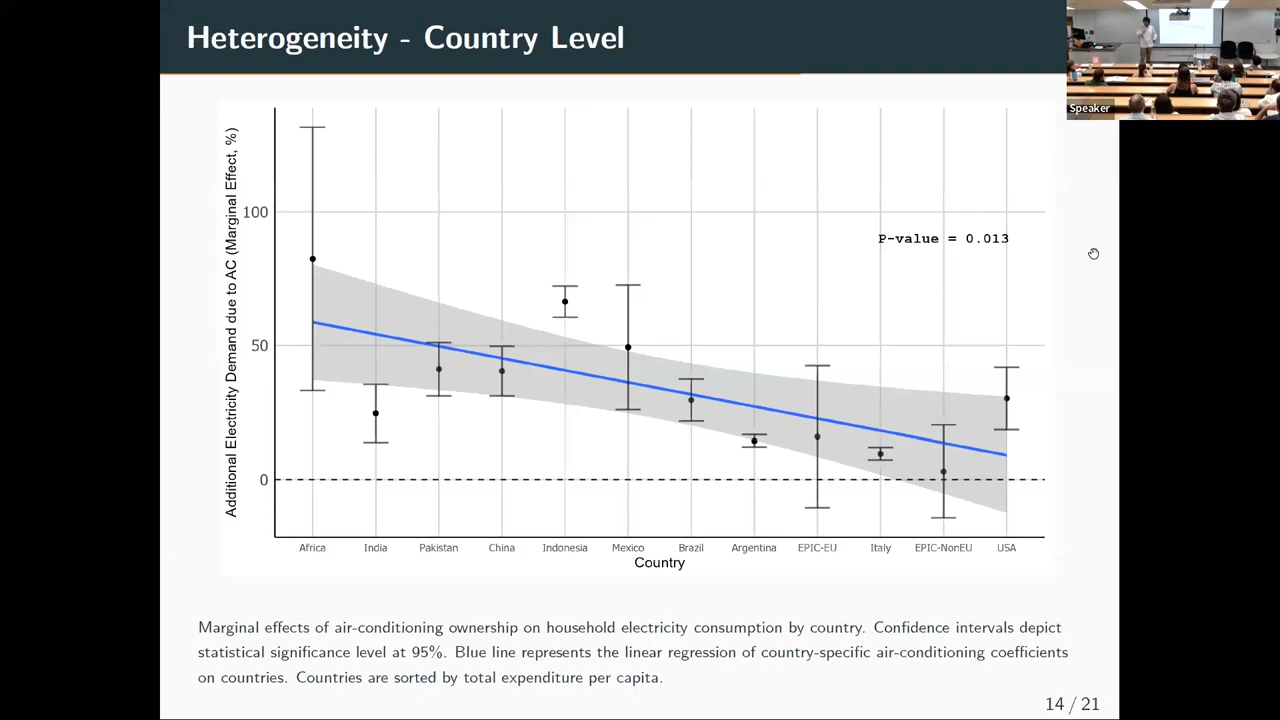 Heterogeneity - Country Level
Speaker
Additional Electricity Demand due to AC (Marginal Effect, %)
100
50
0
P-value = 0.013
Africa India Pakistan China Indonesia Mexico Brazil Argentina EPIC-EU Italy EPIC-NonEU USA
Country
Marginal effects of air-conditioning ownership on household electricity consumption by country. Confidence intervals depict
statistical significance level at 95%. Blue line represents the linear regression of country-specific air-conditioning coefficients
on countries. Countries are sorted by total expenditure per capita.
14 / 21